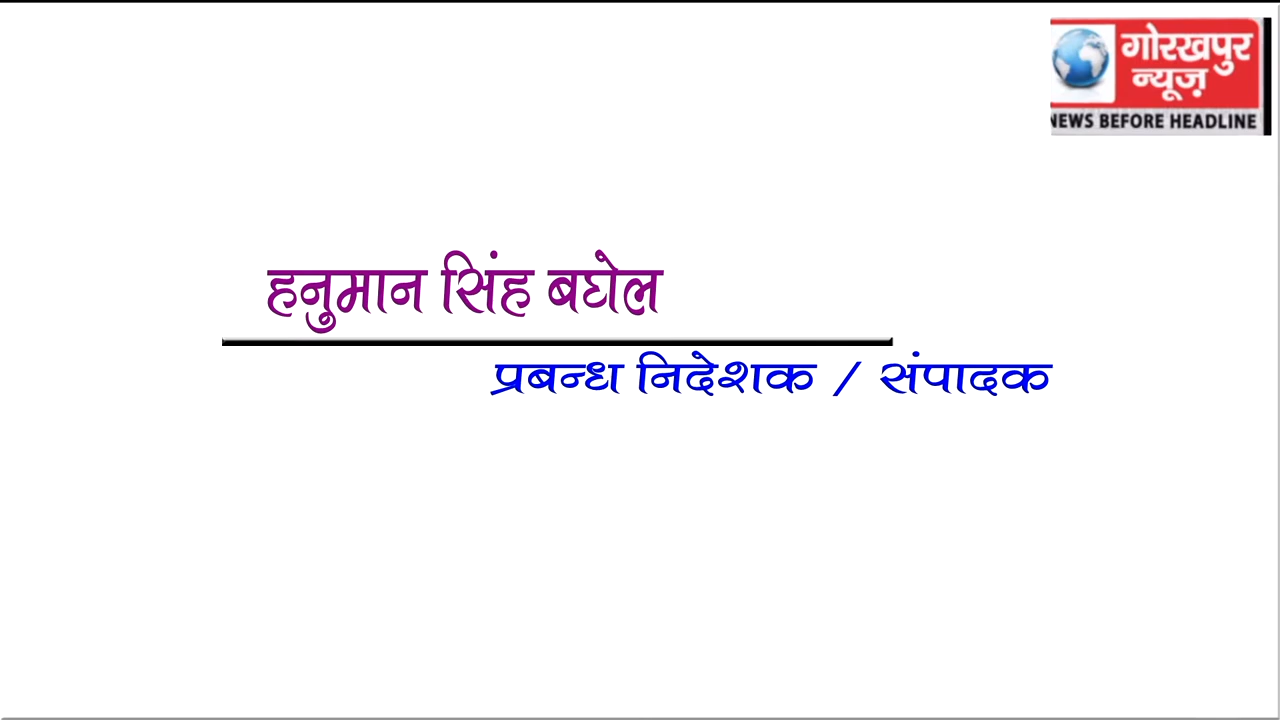 गोरखपुर
न्यूज़
NEWS BEFORE HEADLINE
हनुमान सिंह बघेल
प्रबन्ध निदेशक / संपादक